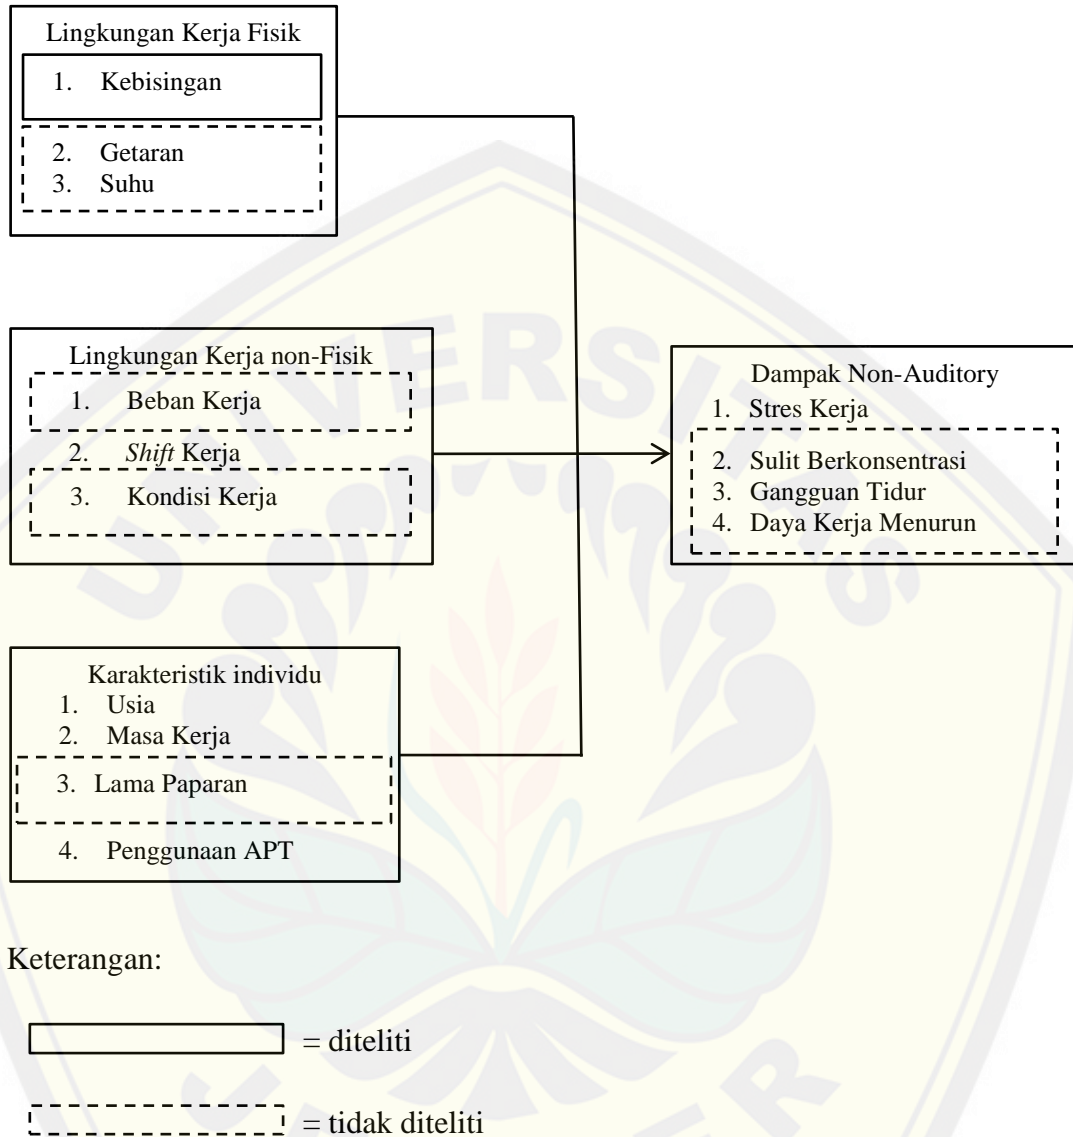 Lingkungan Kerja Fisik
1. Kebisingan
2. Getaran
3. Suhu
Lingkungan Kerja non-Fisik
1. Beban Kerja
2. Shift Kerja
3. Kondisi Kerja
Dampak Non-Auditory
1. Stres Kerja
2. Sulit Berkonsentrasi
3. Gangguan Tidur
4. Daya Kerja Menurun
Karakteristik individu
1. Usia
2. Masa Kerja
3. Lama Paparan
4. Penggunaan APT
Keterangan:
= diteliti
= tidak diteliti
UNIVERSITAS